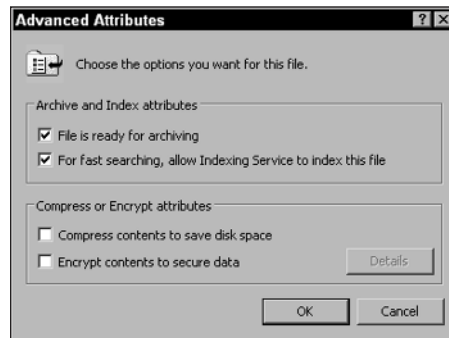 Advanced Attributes
Choose the options you want for this file.
Archive and Index attributes
File is ready for archiving
For fast searching, allow Indexing Service to index this file
Compress or Encrypt attributes
Compress contents to save disk space
Encrypt contents to secure data
Details
OK
Cancel